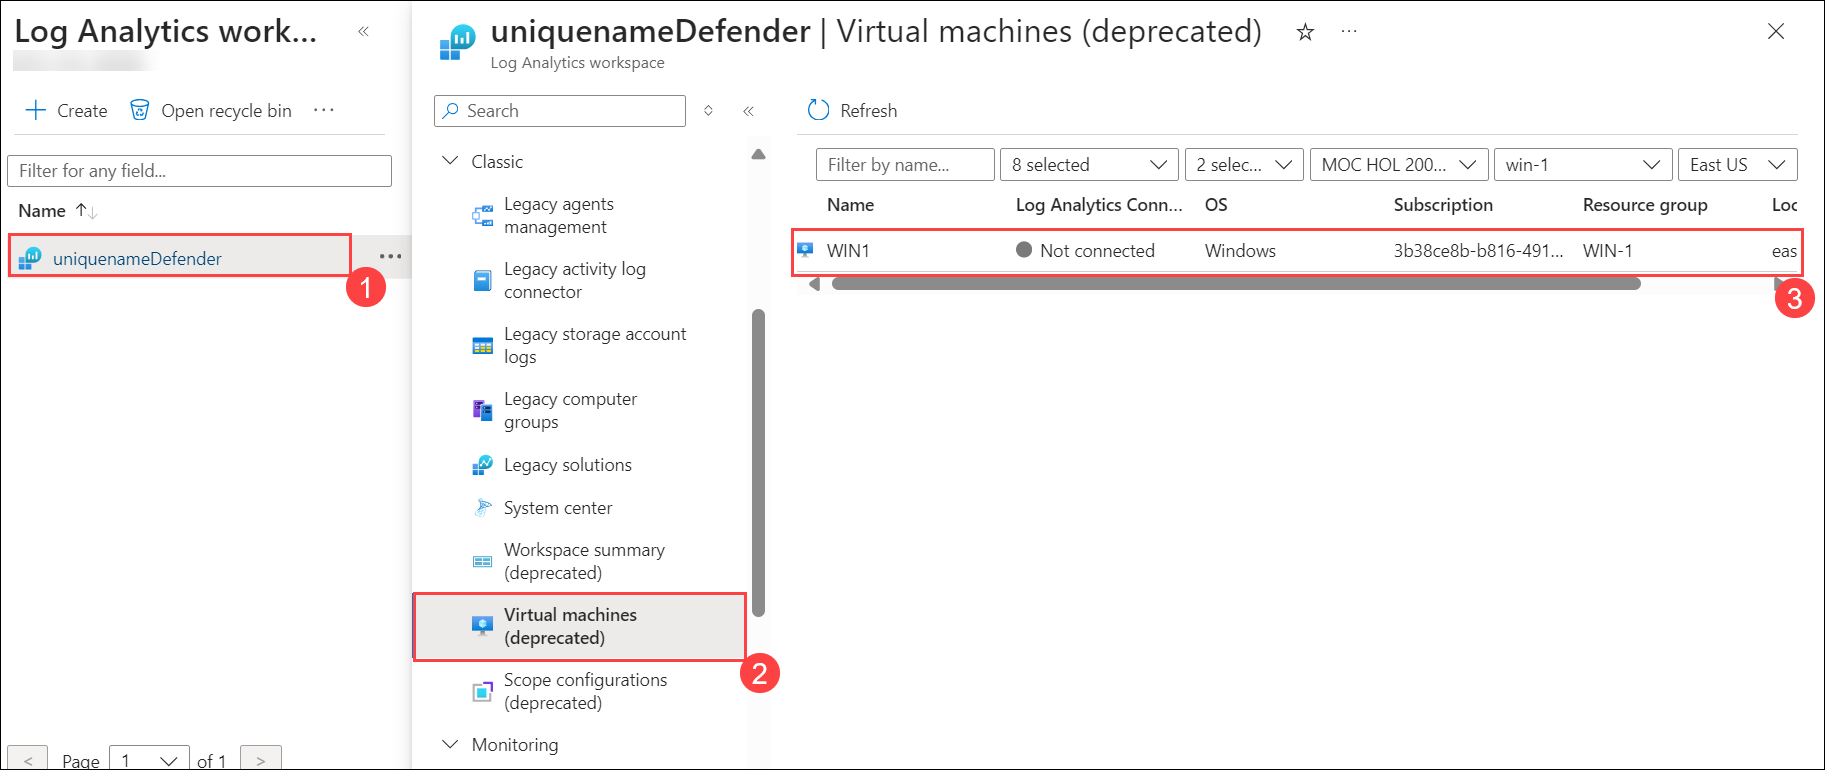 Log Analytics work...
«
Create
Open recycle bin
...
Filter for any field...
Name ↑↓
uniquenameDefender
...
1
<
Page
1
of 1
>
uniquenameDefender | Virtual machines (deprecated)
...
Log Analytics workspace
Search
«
Classic
Legacy agents
management
Legacy activity log
connector
Legacy storage account
logs
Legacy computer
groups
Legacy solutions
System center
Workspace summary
(deprecated)
Virtual machines
(deprecated)
2
Scope configurations
(deprecated)
Monitoring
Refresh
Filter by name...
8 selected
2 selec...
MOC HOL 200...
win-1
East US
Name
Log Analytics Conn...
OS
Subscription
Resource group
Loc
WIN1
Not connected
Windows
3b38ce8b-b816-491...
WIN-1
eas
3